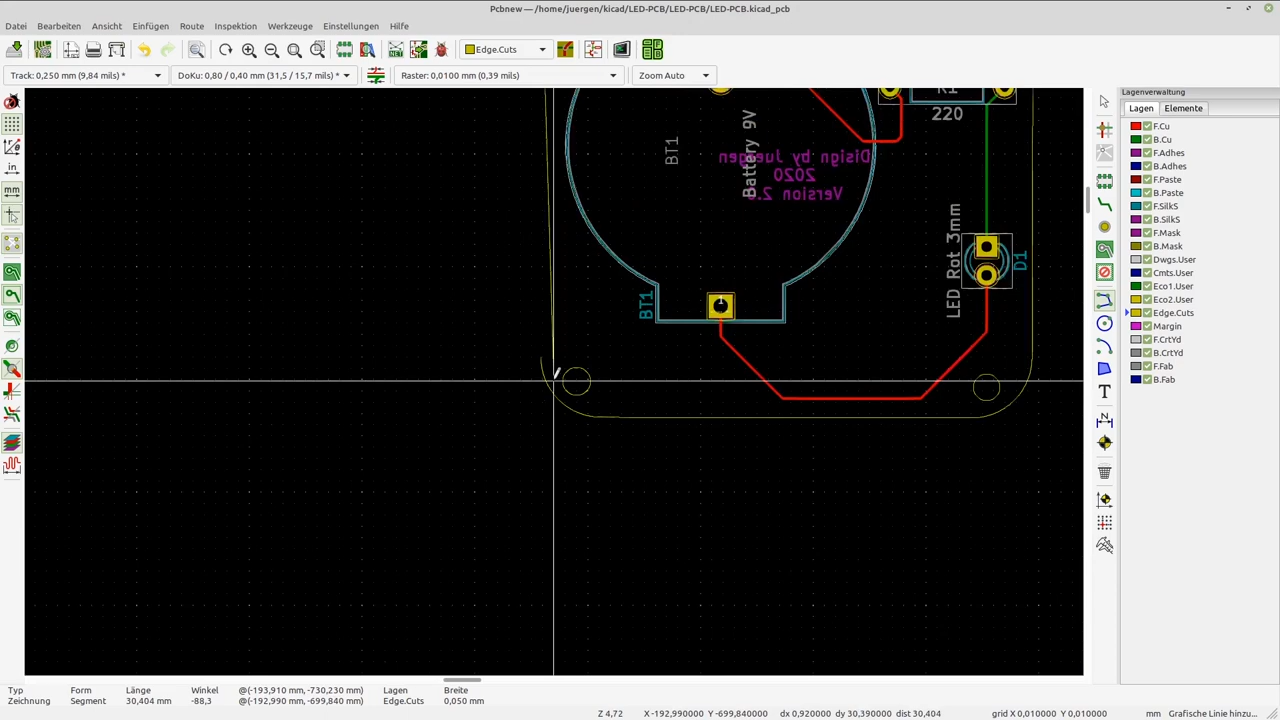 Pcbnew — /home/juergen/kicad/LED-PCB/LED-PCB/LED-PCB.kicad_pcb
Datei Bearbeiten Ansicht Einfügen Route Inspektion Werkzeuge Einstellungen Hilfe
NET
Edge.Cuts
Track: 0,250 mm (9,84 mils) *
DoKu: 0,80 / 0,40 mm (31,5 / 15,7 mils) *
Raster: 0,0100 mm (0,39 mils)
Zoom Auto
in
mm
220
BT1
Battery 9V
Disign by Juergen
2020
Version 2.0
LED Rot 3mm
D1
BT1
1
Lagenverwaltung
Lagen Elemente
F.Cu
B.Cu
F.Adhes
B.Adhes
F.Paste
B.Paste
F.SilkS
B.SilkS
F.Mask
B.Mask
Dwgs.User
Cmts.User
Eco1.User
Eco2.User
Edge.Cuts
Margin
F.CrtYd
B.CrtYd
F.Fab
B.Fab
Typ Form Länge Winkel @(-193,910 mm, -730,230 mm) Lagen Breite
Zeichnung Segment 30,404 mm -88,3 @(-192,990 mm, -699,840 mm) Edge.Cuts 0,050 mm
Z 4,72 X -192,990000 Y -699,840000 dx 0,920000 dy 30,390000 dist 30,404 grid X 0,010000 Y 0,010000 mm Grafische Linie hinzu...